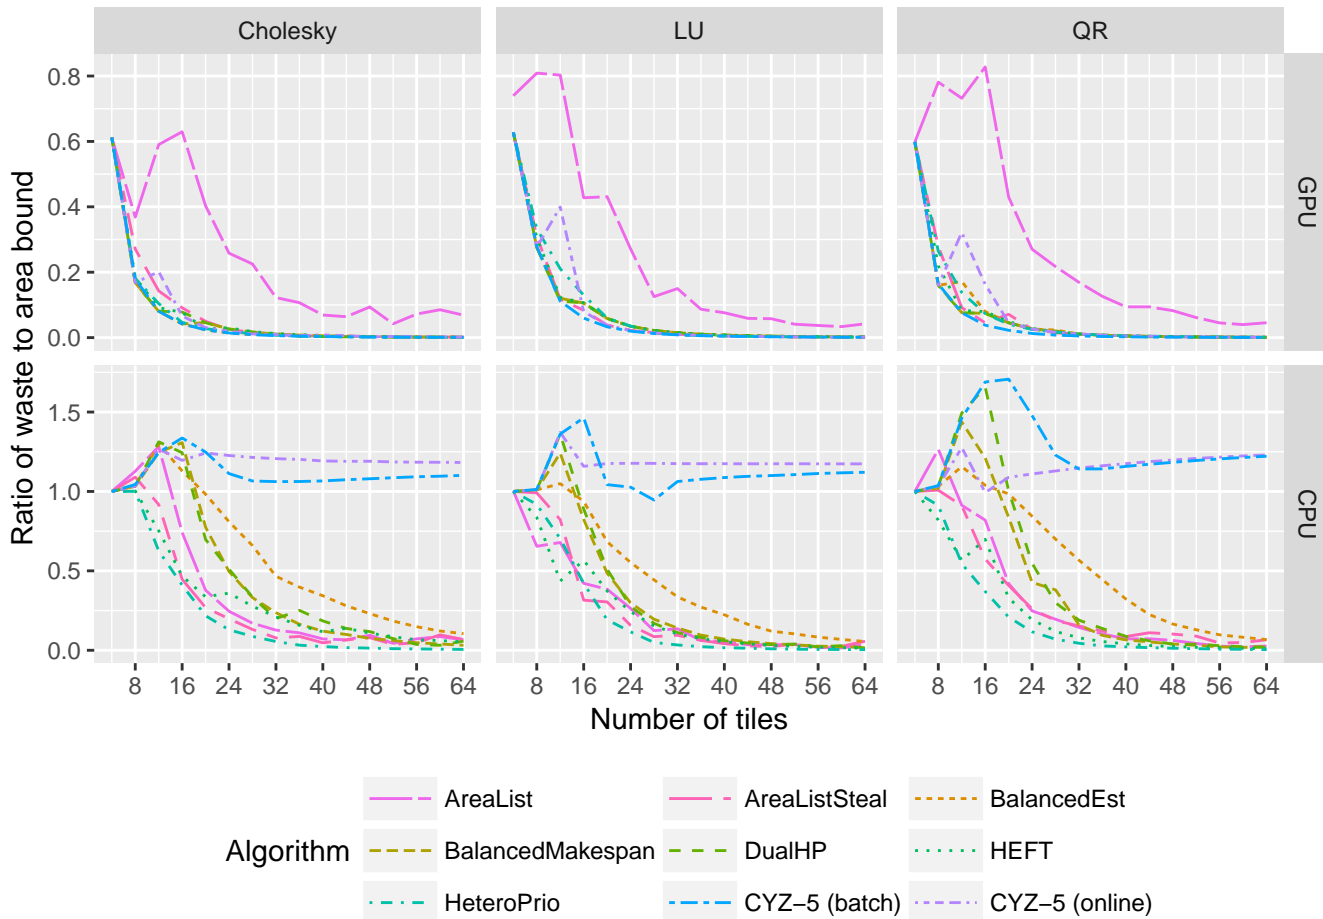 Cholesky LU QR
Ratio of waste to area bound
0.8
0.6
0.4
0.2
0.0
GPU
1.5
1.0
0.5
0.0
CPU
8 16 24 32 40 48 56 64 8 16 24 32 40 48 56 64 8 16 24 32 40 48 56 64
Number of tiles
Algorithm
AreaList AreaListSteal BalancedEst
BalancedMakespan DualHP HEFT
HeteroPrio CYZ−5 (batch) CYZ−5 (online)